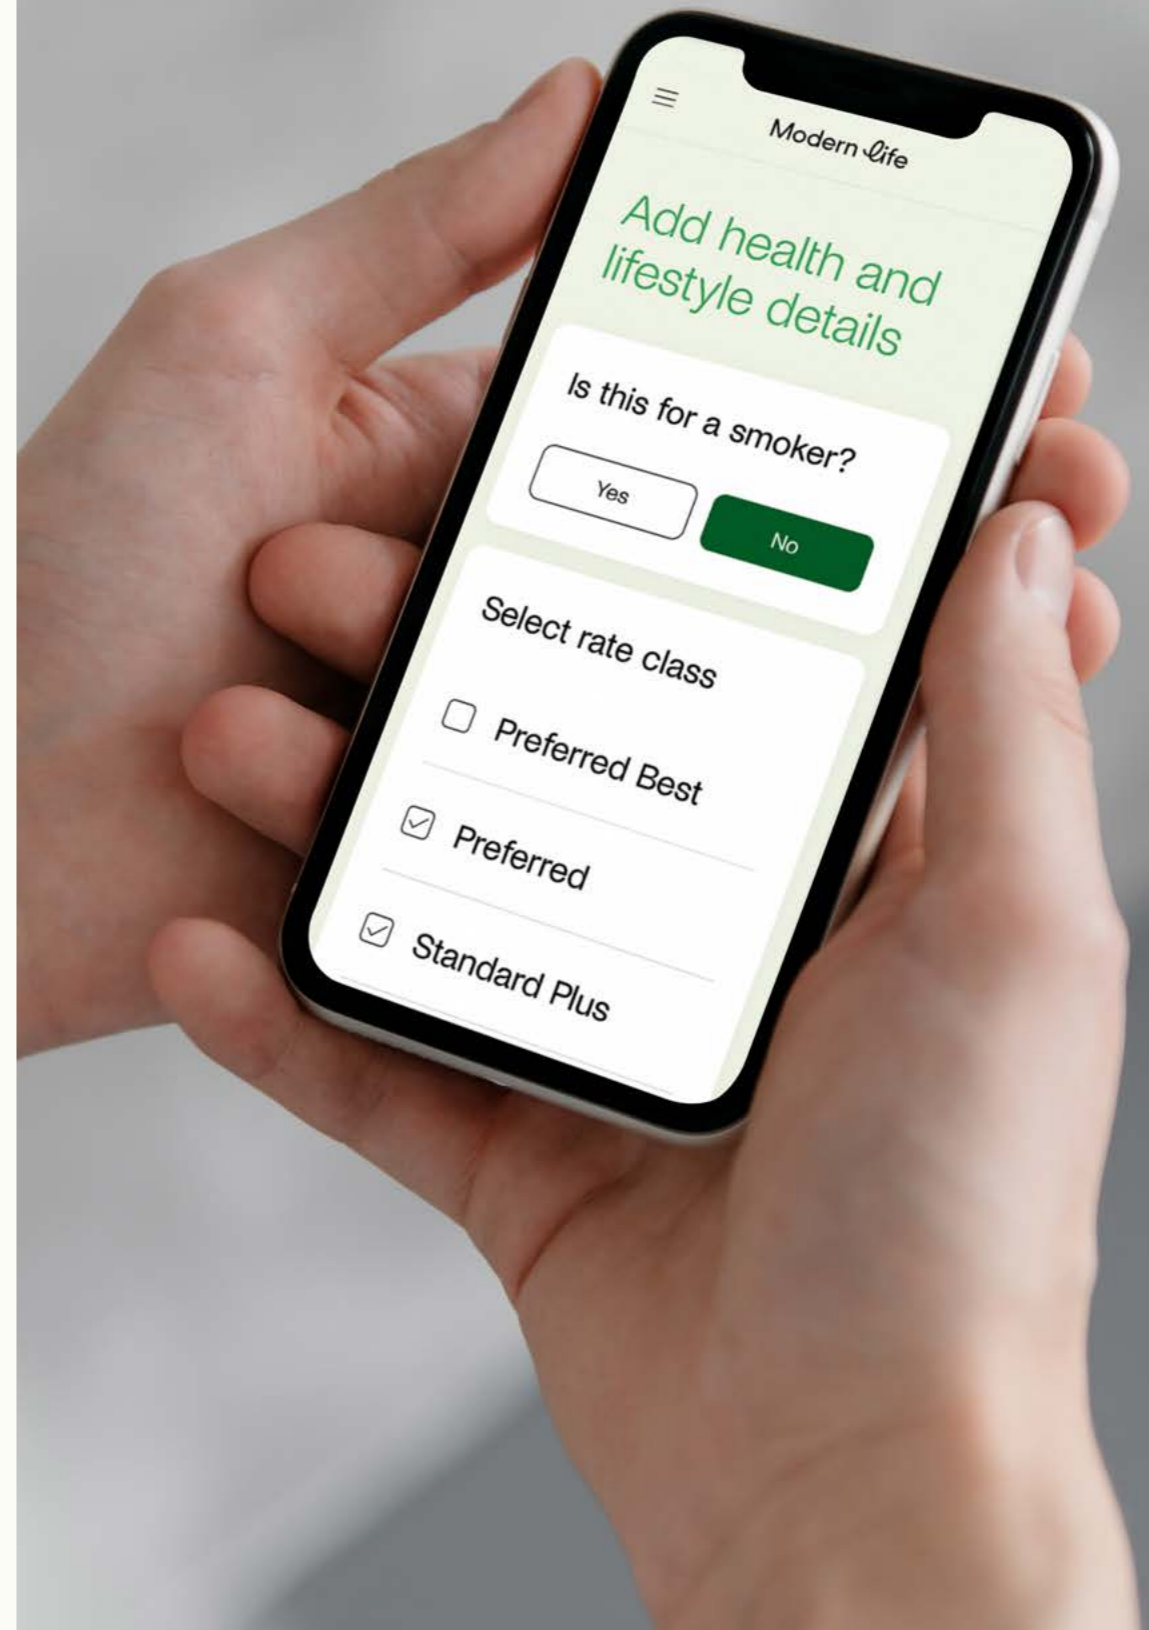 Modern Life
Add health and
lifestyle details
Is this for a smoker?
Yes
No
Select rate class
Preferred Best
Preferred
Standard Plus